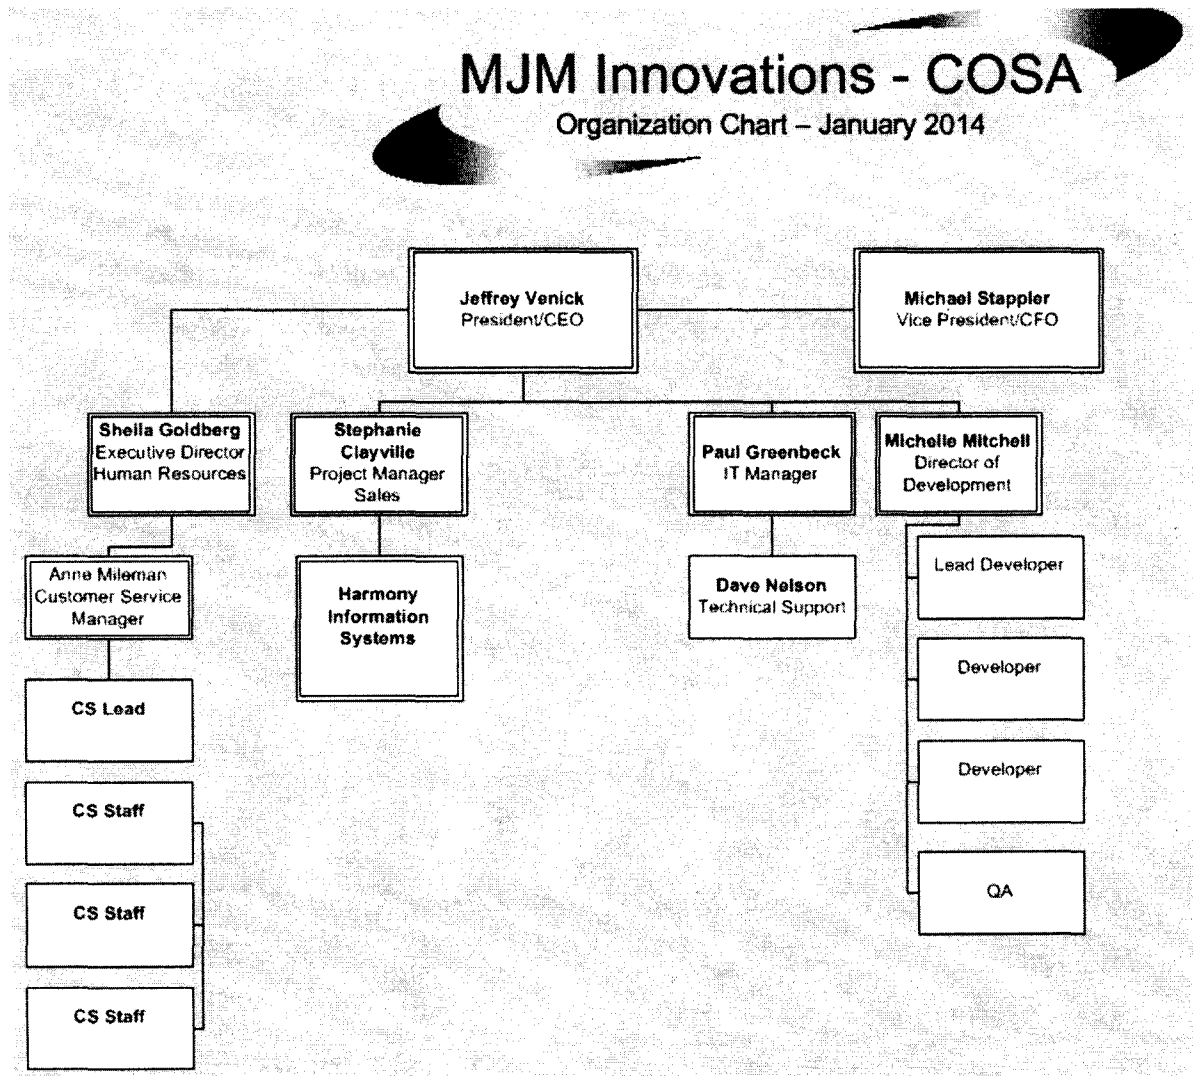 MJM Innovations - COSA
Organization Chart – January 2014
Jeffrey Venick
President/CEO
Michael Stappler
Vice President/CFO
Sheila Goldberg
Executive Director
Human Resources
Stephanie
Clayville
Project Manager
Sales
Paul Greenbeck
IT Manager
Michelle Mitchell
Director of
Development
Anne Mileman
Customer Service
Manager
Harmony
Information
Systems
Dave Nelson
Technical Support
Lead Developer
Developer
Developer
QA
CS Lead
CS Staff
CS Staff
CS Staff